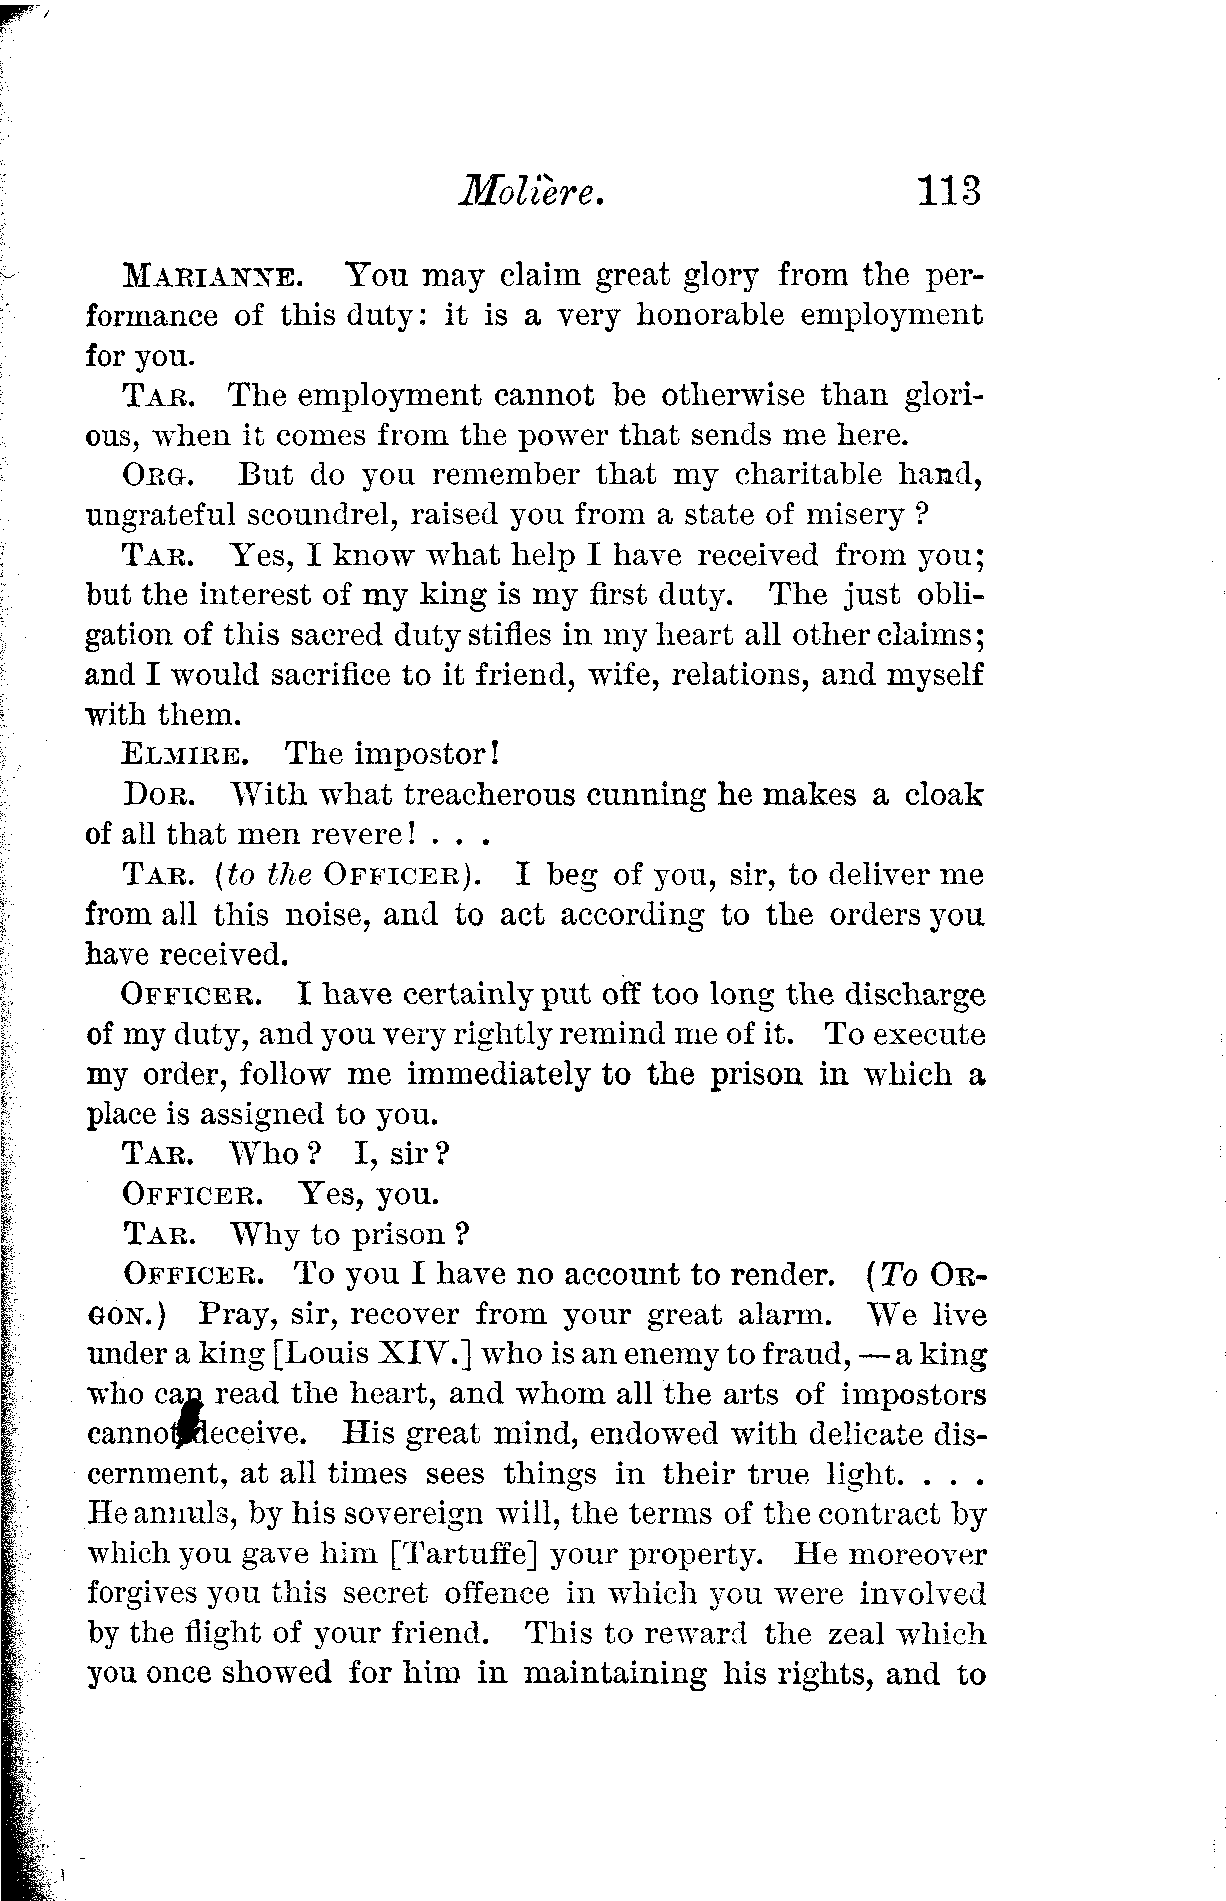 Molière. 113
MARIANNE. You may claim great glory from the per-
formance of this duty: it is a very honorable employment
for you.
TAR. The employment cannot be otherwise than glori-
ous, when it comes from the power that sends me here.
ORG. But do you remember that my charitable hand,
ungrateful scoundrel, raised you from a state of misery ?
TAR. Yes, I know what help I have received from you;
but the interest of my king is my first duty. The just obli-
gation of this sacred duty stifles in my heart all other claims;
and I would sacrifice to it friend, wife, relations, and myself
with them.
ELMIRE. The impostor!
DOR. With what treacherous cunning he makes a cloak
of all that men revere! . . .
TAR. (to the OFFICER). I beg of you, sir, to deliver me
from all this noise, and to act according to the orders you
have received.
OFFICER. I have certainly put off too long the discharge
of my duty, and you very rightly remind me of it. To execute
my order, follow me immediately to the prison in which a
place is assigned to you.
TAR. Who ? I, sir ?
OFFICER. Yes, you.
TAR. Why to prison ?
OFFICER. To you I have no account to render. (To OR-
GON.) Pray, sir, recover from your great alarm. We live
under a king [Louis XIV.] who is an enemy to fraud, — a king
who can read the heart, and whom all the arts of impostors
cannot deceive. His great mind, endowed with delicate dis-
cernment, at all times sees things in their true light. . . .
He annuls, by his sovereign will, the terms of the contract by
which you gave him [Tartuffe] your property. He moreover
forgives you this secret offence in which you were involved
by the flight of your friend. This to reward the zeal which
you once showed for him in maintaining his rights, and to